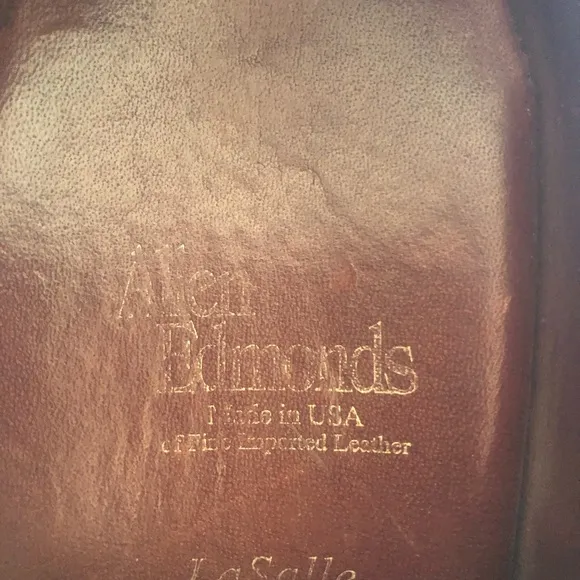 Allen
Edmonds
Made in USA
of Fine Imported Leather
LaSalle